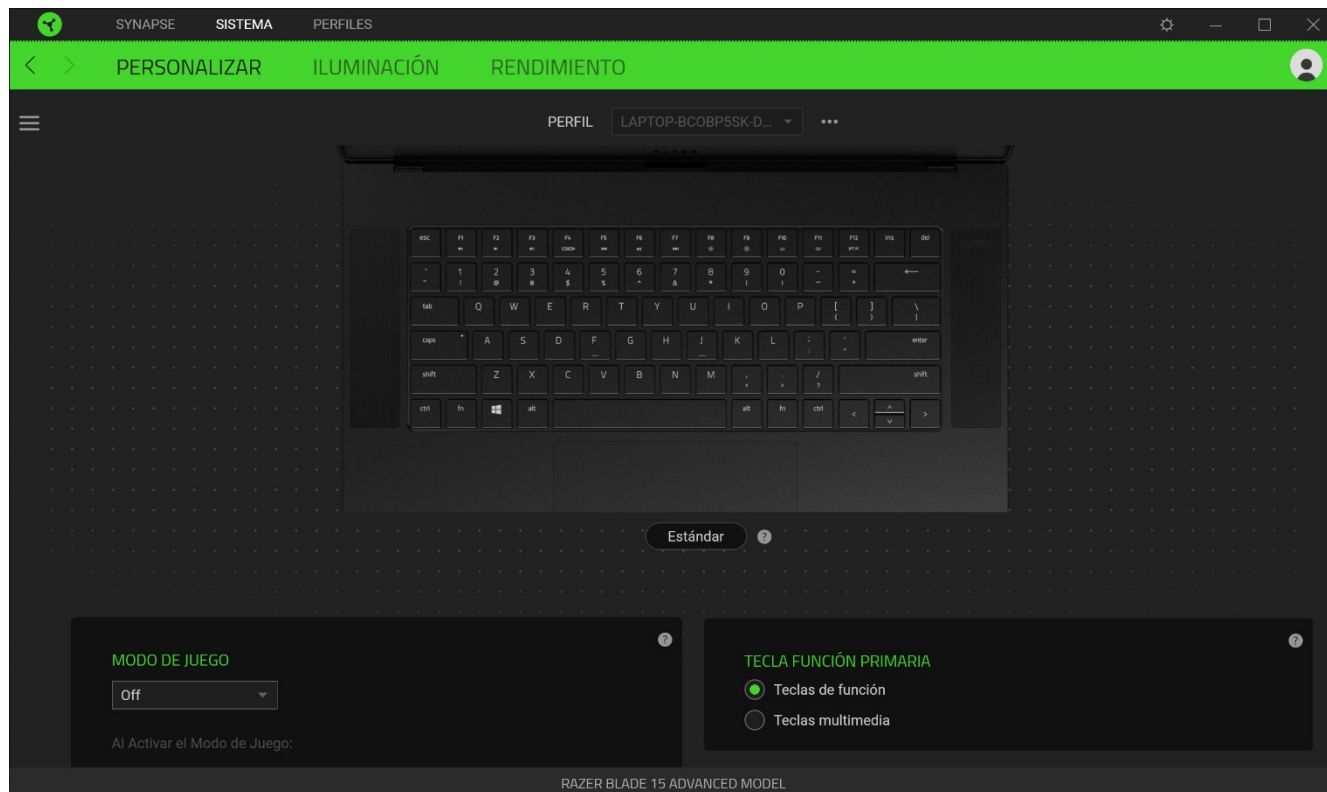 SYNAPSE SISTEMA PERFILES
PERSONALIZAR ILUMINACIÓN RENDIMIENTO
PERFIL LAPTOP-BCOBP5SK-D... •••
esc F1 F2 F3 F4 F5 F6 F7 F8 F9 F10 F11 F12 ins del
1 2 3 4 5 6 7 8 9 0 - =
tab Q W E R T Y U I O P [ ] \
caps A S D F G H J K L ; ' enter
shift Z X C V B N M , . / shift
ctrl fn alt alt fn ctrl < ^ >
Estándar ?
MODO DE JUEGO ?
Off
Al Activar el Modo de Juego:
TECLA FUNCIÓN PRIMARIA ?
Teclas de función
Teclas multimedia
RAZER BLADE 15 ADVANCED MODEL